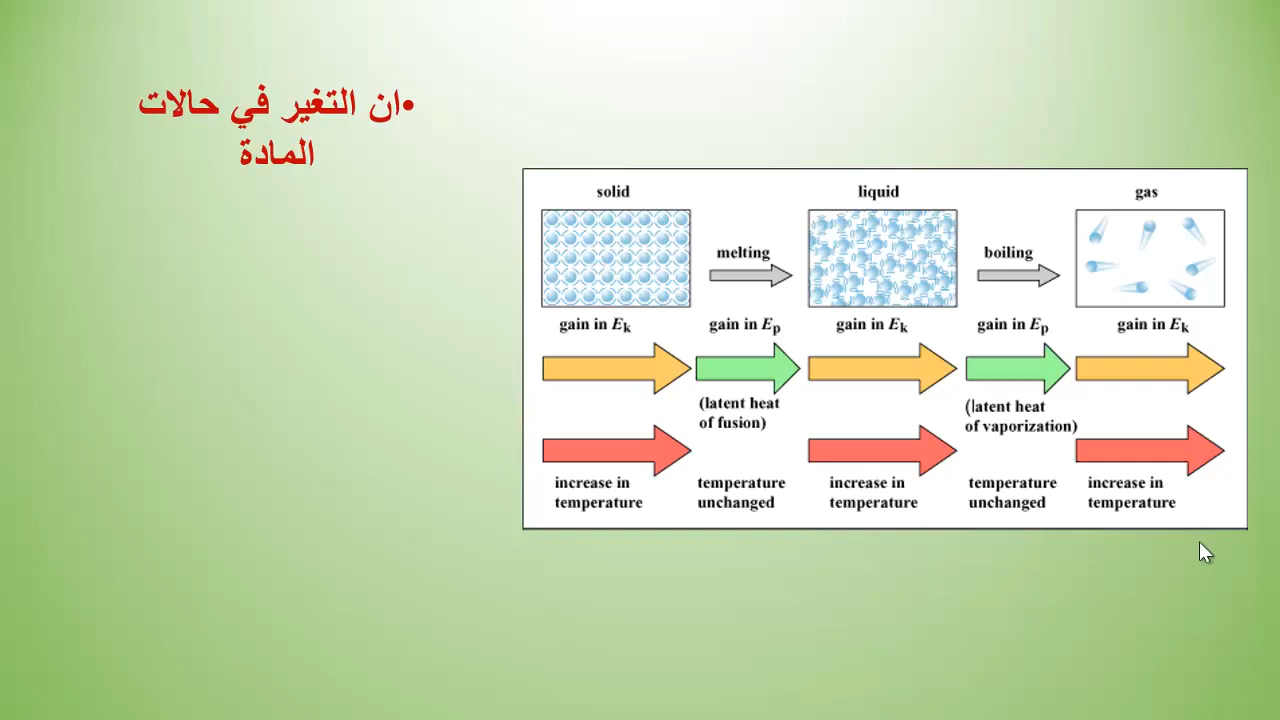 •ان التغير في حالات
المادة
solid liquid gas
melting boiling
gain in Ek gain in Ep gain in Ek gain in Ep gain in Ek
(latent heat (latent heat
of fusion) of vaporization)
increase in temperature increase in temperature increase in
temperature unchanged temperature unchanged temperature